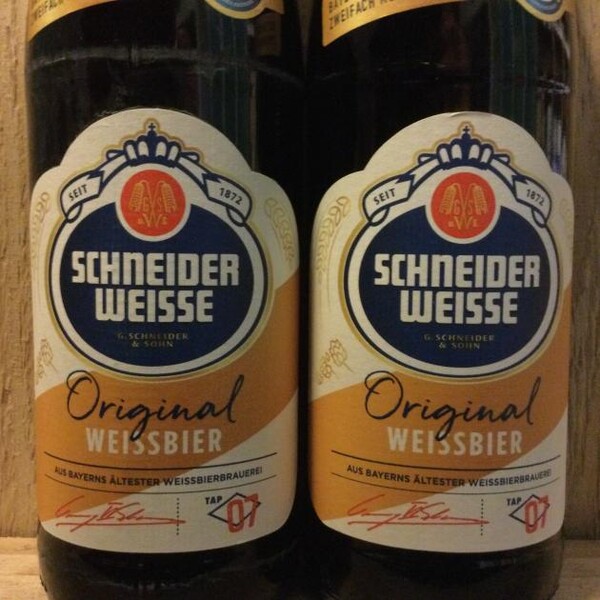 SEIT 1872
SCHNEIDER
WEISSE
G. SCHNEIDER
& SOHN
Original
WEISSBIER
AUS BAYERNS ÄLTESTER WEISSBIERBRAUEREI
TAP 07
ZWEIFACH
SEIT 1872
SCHNEIDER
WEISSE
G. SCHNEIDER
& SOHN
Original
WEISSBIER
AUS BAYERNS ÄLTESTER WEISSBIERBRAUEREI
TAP 07